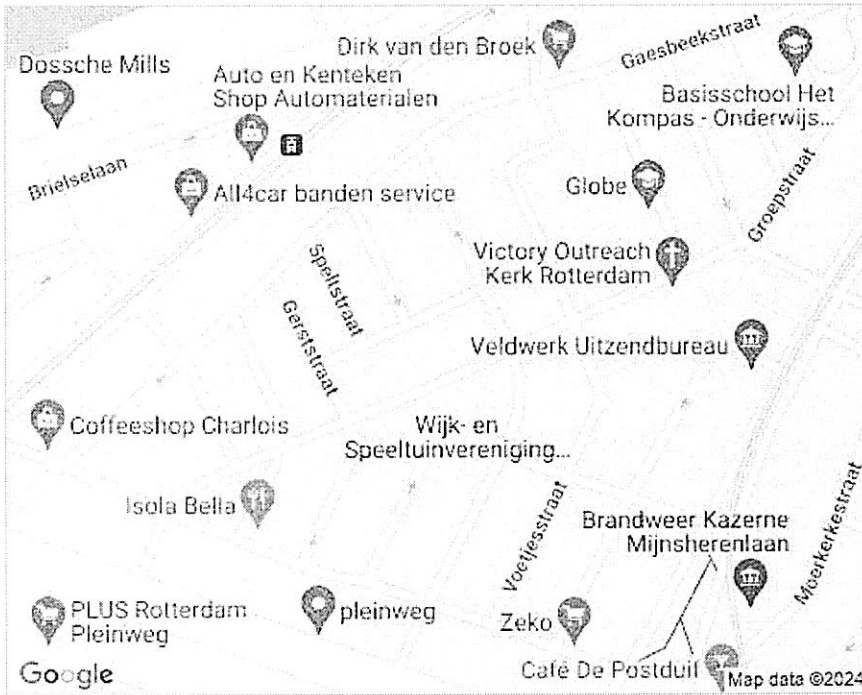 Dirk van den Broek
Gaesbeekstraat
Dossche Mills
Auto en Kenteken
Shop Automaterialen
Basisschool Het
Kompas - Onderwijs...
Brielselaan
All4car banden service
Globe
Groepstraat
Victory Outreach
Kerk Rotterdam
Speltstraat
Gerststraat
Veldwerk Uitzendbureau
Coffeeshop Charlois
Wijk- en
Speeltuinvereniging...
Isola Bella
Voetjesstraat
Brandweer Kazerne
Mijnsherenlaan
Moerkerkestraat
PLUS Rotterdam
Pleinweg
pleinweg
Zeko
Café De Postduif
Google
Map data ©2024